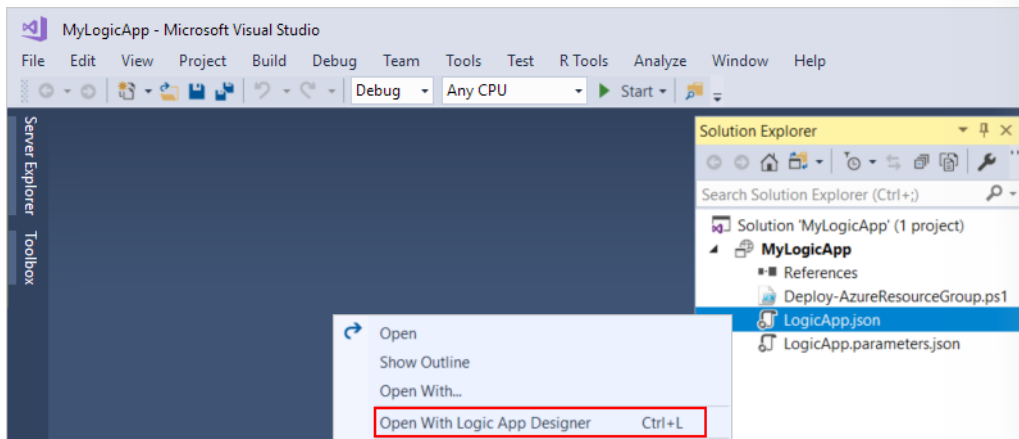 MyLogicApp - Microsoft Visual Studio
File Edit View Project Build Debug Team Tools Test R Tools Analyze Window Help
Debug Any CPU Start
Server Explorer
Toolbox
Solution Explorer
Search Solution Explorer (Ctrl+;)
Solution 'MyLogicApp' (1 project)
MyLogicApp
References
Deploy-AzureResourceGroup.ps1
LogicApp.json
LogicApp.parameters.json
Open
Show Outline
Open With...
Open With Logic App Designer Ctrl+L